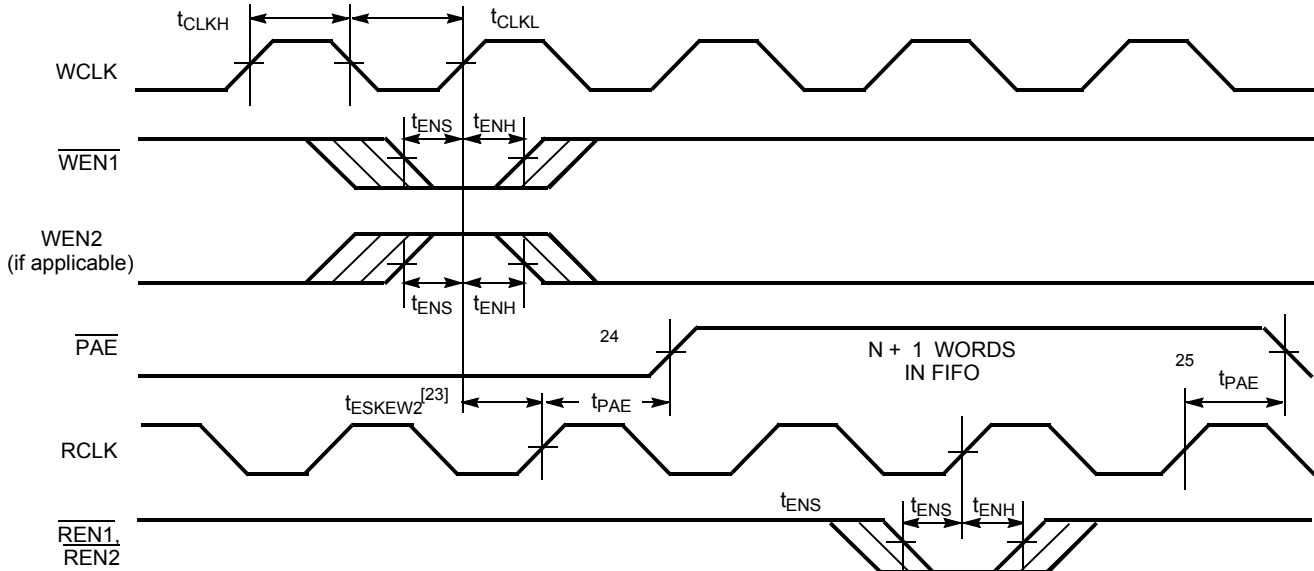 tCLKH
tCLKL
WCLK
tENS
tENH
WEN1
WEN2
(if applicable)
tENS
tENH
24
PAE
N + 1 WORDS
IN FIFO
25
tPAE
tESKEW2[23]
tPAE
RCLK
tENS
tENS
tENH
REN1,
REN2